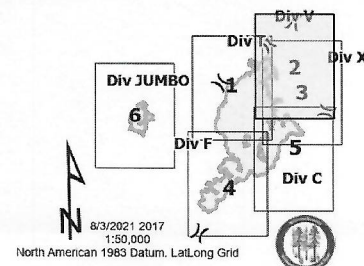 Div V
Div T
2
Div X
Div JUMBO
1
3
6
Div F
5
4
Div C
N
8/3/2021 2017
1:50,000
North American 1983 Datum. LatLong Grid